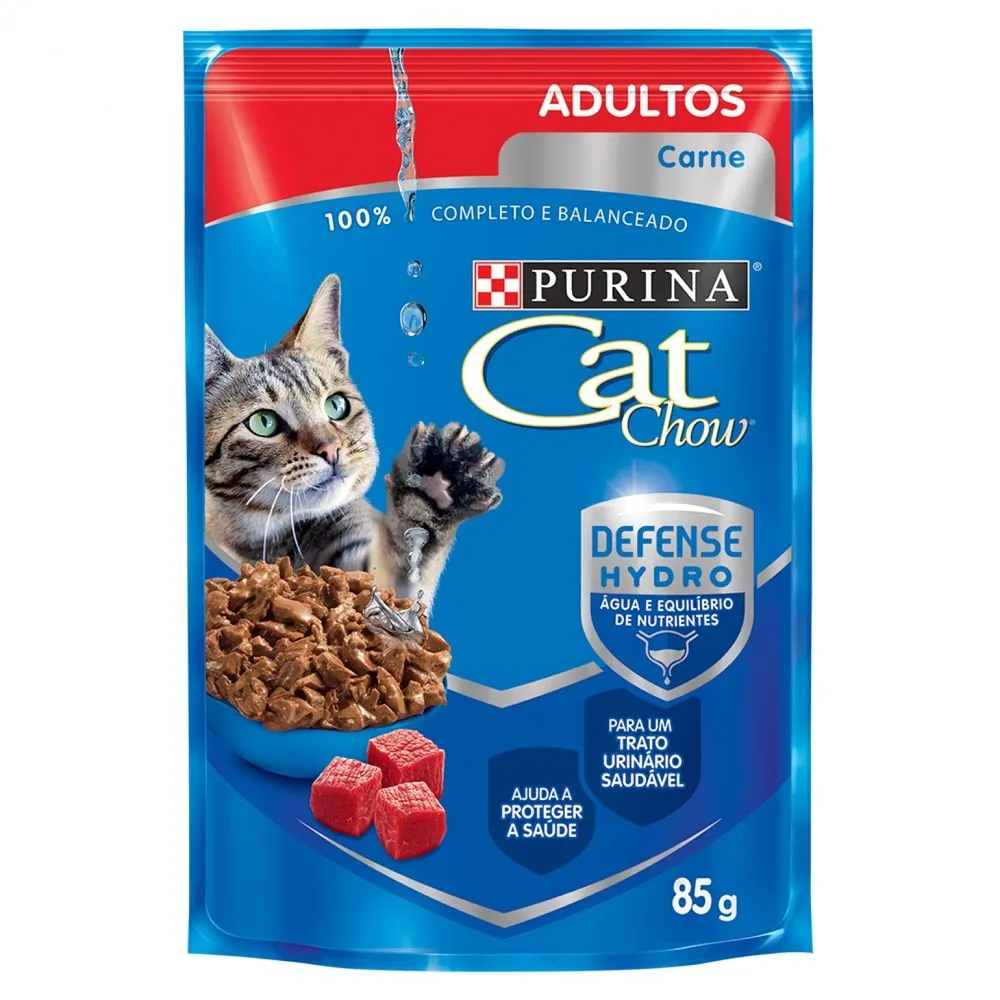 ADULTOS
Carne
100% COMPLETO E BALANCEADO
PURINA®
Cat
Chow®
DEFENSE
HYDRO
ÁGUA E EQUILÍBRIO
DE NUTRIENTES
PARA UM
TRATO
URINÁRIO
SAUDÁVEL
AJUDA A
PROTEGER
A SAÚDE
85g